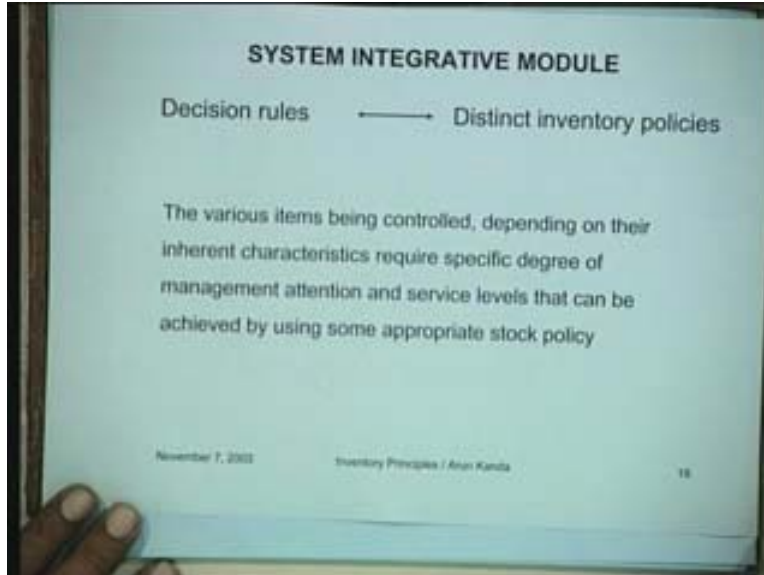 SYSTEM INTEGRATIVE MODULE
Decision rules ←→ Distinct inventory policies
The various items being controlled, depending on their
inherent characteristics require specific degree of
management attention and service levels that can be
achieved by using some appropriate stock policy
November 7, 2003 Inventory Principles / Arun Kanda